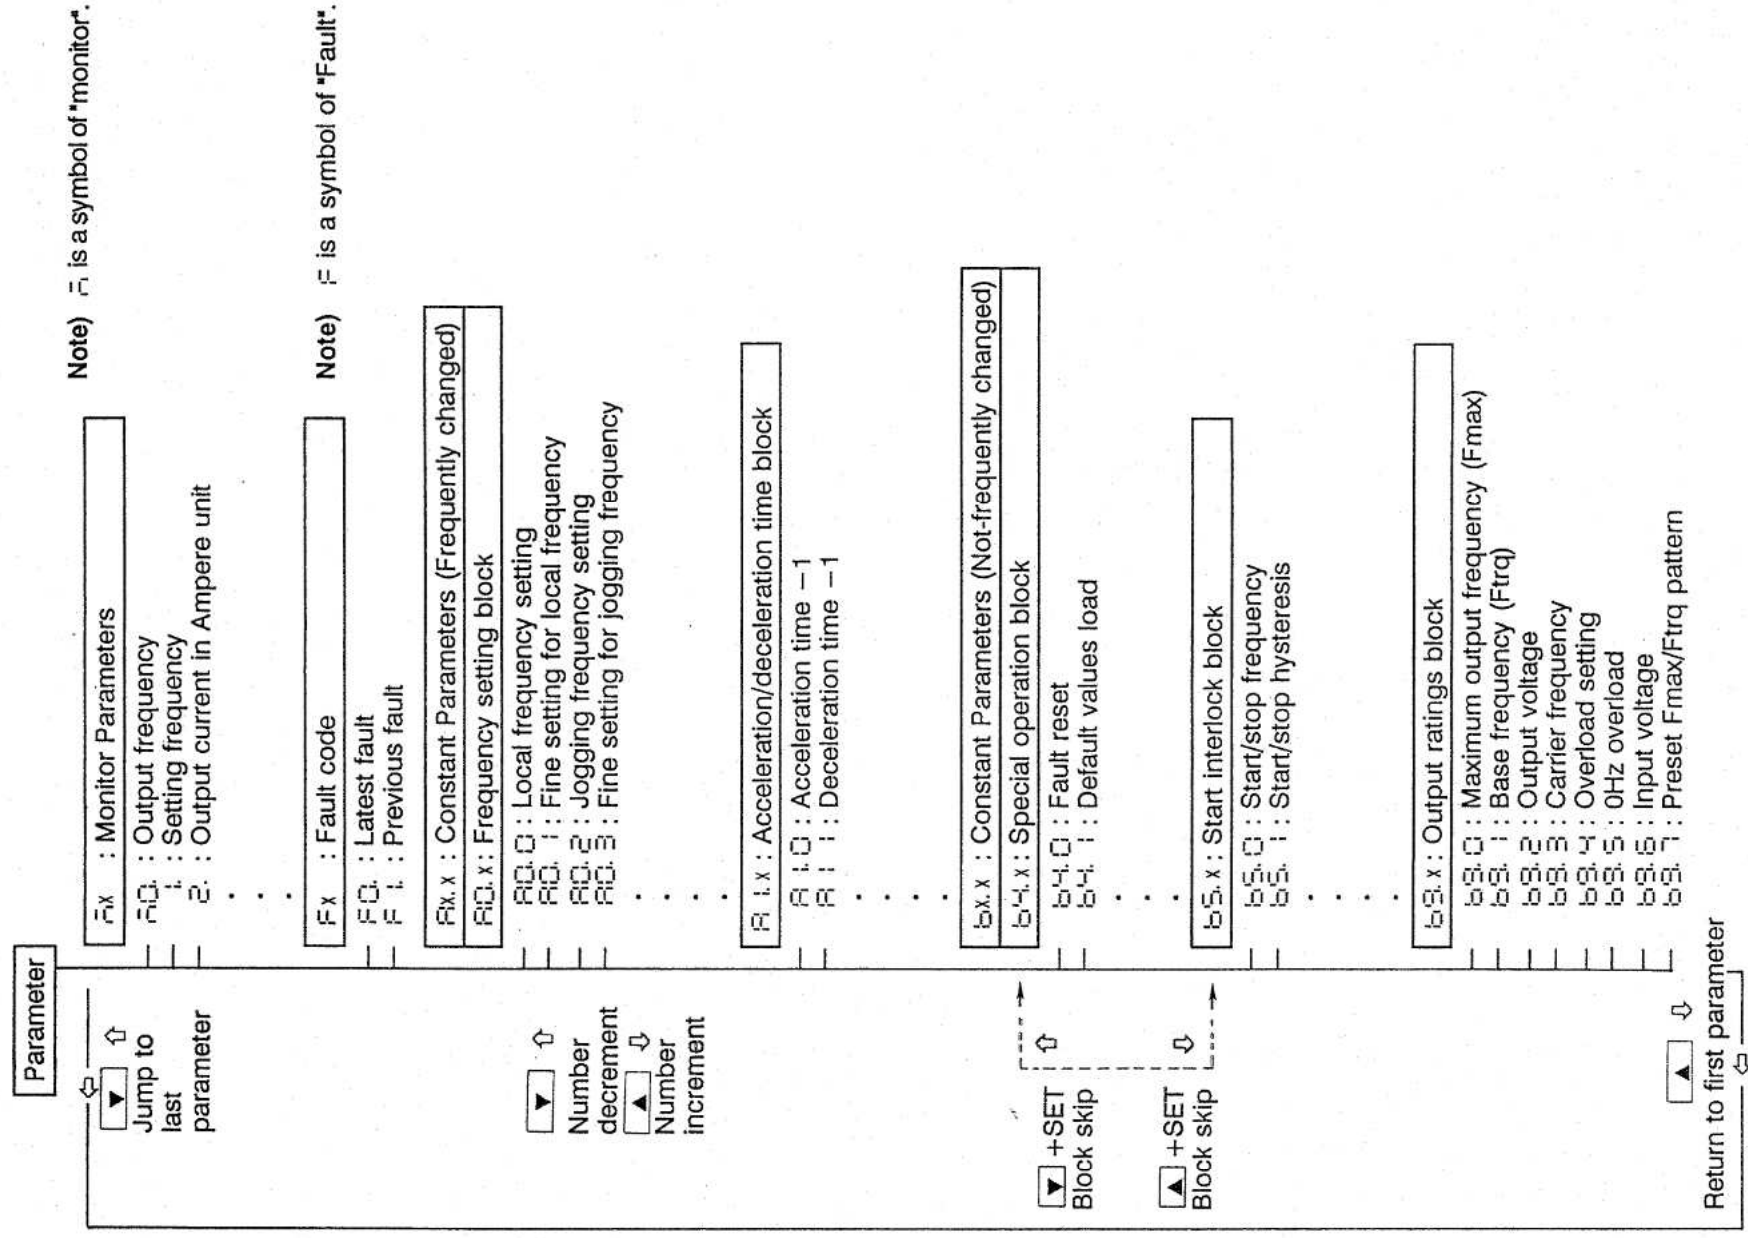 Parameter
x : Monitor Parameters
Note) is a symbol of "monitor".
0. : Output frequency
1. : Setting frequency
2. : Output current in Ampere unit
Fx : Fault code
Note) F is a symbol of "Fault".
F0. : Latest fault
F1. : Previous fault
Ax.x : Constant Parameters (Frequently changed)
A0.x : Frequency seting block
A0.0 : Local frequency setting
A0.1 : Fine setting for local frequency
A0.2 : Jogging frequency setting
A0.3 : Fine setting for jogging frequency
A1.x : Acceleration/deceleration time block
A1.0 : Acceleration time −1
A1.1 : Deceleration time −1
bx.x : Constant Parameters (Not-frequently changed)
b4.x : Special operation block
b4.0 : Fault reset
b4.1 : Default values load
b5.x : Start interlock block
b5.0 : Start/stop frequency
b5.1 : Start/stop hysteresis
b9.x : Output ratings block
b9.0 : Maximum output frequency (Fmax)
b9.1 : Base frequency (Ftrq)
b9.2 : Output voltage
b9.3 : Carrier frequency
b9.4 : Overload setting
b9.5 : 0Hz overload
b9.6 : Input voltage
b9.7 : Preset Fmax/Ftrq pattern
▼ ⇧
Jump to
last
parameter
▼ ⇧
Number
decrement
▲ ⇩
Number
increment
▼ +SET ⇧
Block skip
▲ +SET ⇩
Block skip
▲ ⇩
Return to first parameter